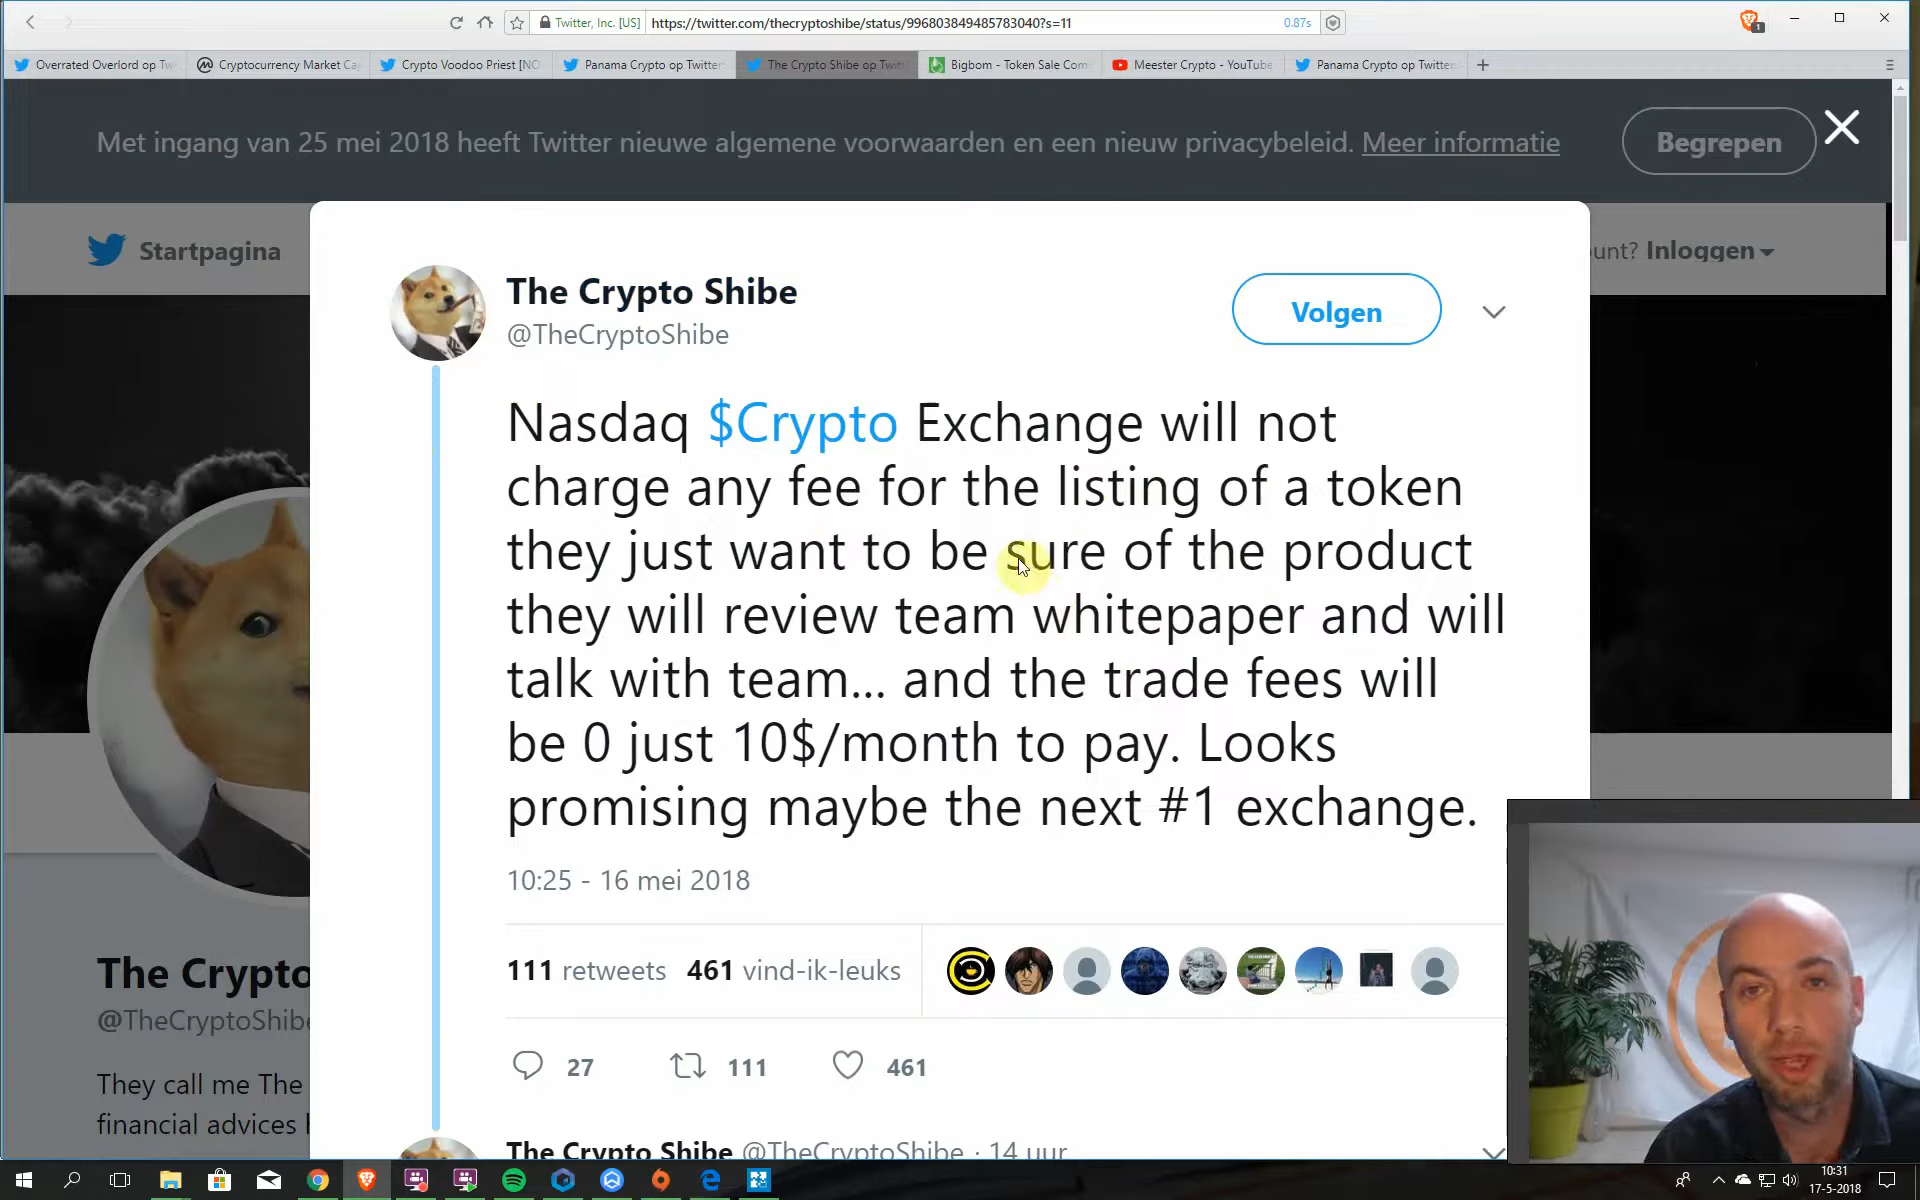 Twitter, Inc. [US]
https://twitter.com/thecryptoshibe/status/996803849485783040?s=11
0.87s
1
Overrated Overlord op Tw
Cryptocurrency Market Ca
Crypto Voodoo Priest [NO
Panama Crypto op Twitter
The Crypto Shibe op Twit
Bigbom - Token Sale Com
Meester Crypto - YouTube
Panama Crypto op Twitter
Met ingang van 25 mei 2018 heeft Twitter nieuwe algemene voorwaarden en een nieuw privacybeleid. Meer informatie
Begrepen
Startpagina
unt? Inloggen
The Crypto Shibe
@TheCryptoShibe
Volgen
Nasdaq $Crypto Exchange will not
charge any fee for the listing of a token
they just want to be sure of the product
they will review team whitepaper and will
talk with team... and the trade fees will
be 0 just 10$/month to pay. Looks
promising maybe the next #1 exchange.
10:25 - 16 mei 2018
111 retweets 461 vind-ik-leuks
27
111
461
The Crypto Shibe @TheCryptoShibe · 14 uur
The Crypto
@TheCryptoShibe
They call me The
financial advices
10:31
17-5-2018